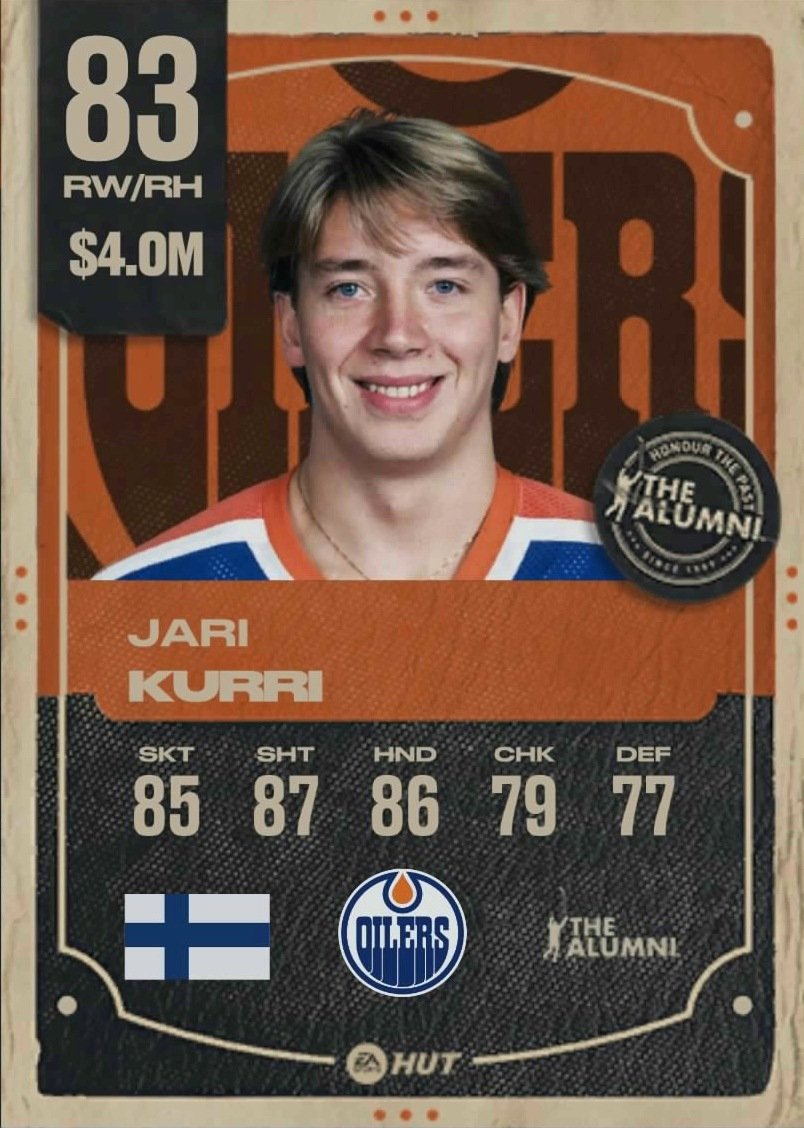 83
RW/RH
$4.0M
OILERS
HONOUR THE PAST
THE
ALUMNI
JARI
KURRI
SKT SHT HND CHK DEF
85 87 86 79 77
OILERS
THE
ALUMNI
EA
HUT